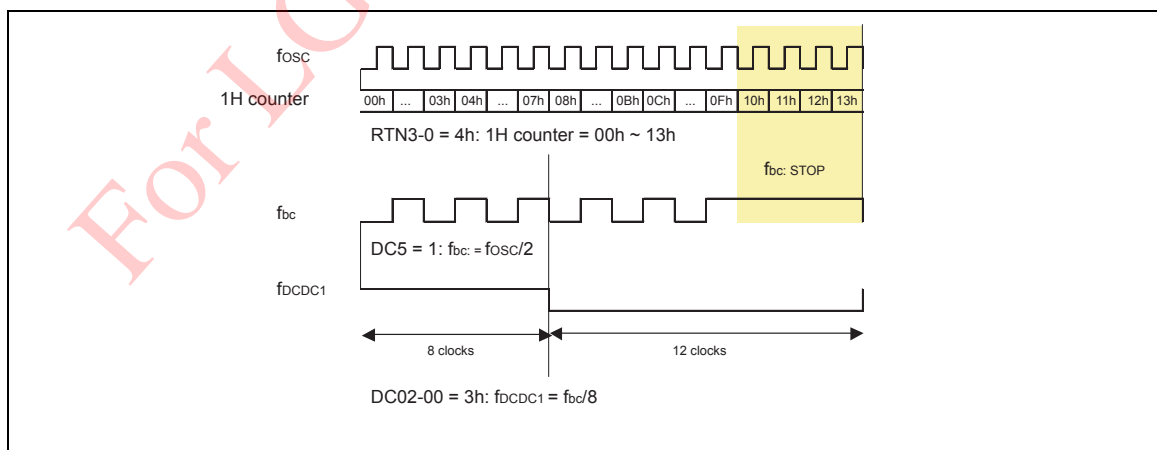 For LG
fosc
1H counter
00h ... 03h 04h ... 07h 08h ... 0Bh 0Ch ... 0Fh 10h 11h 12h 13h
RTN3-0 = 4h: 1H counter = 00h ~ 13h
fbc: STOP
fbc
DC5 = 1: fbc: = fosc/2
fDCDC1
8 clocks
12 clocks
DC02-00 = 3h: fDCDC1 = fbc/8